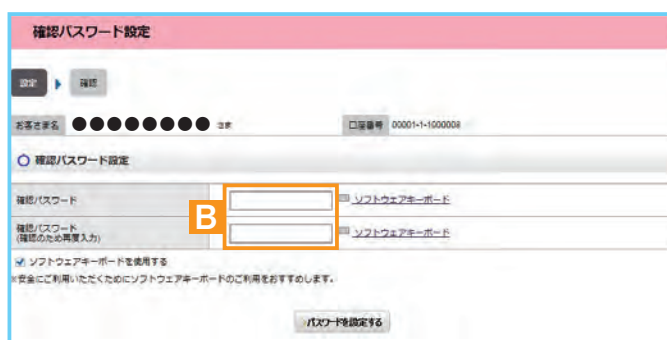 確認パスワード設定
設定 確認
お客さま名 ●●●●●●●● さま 口座番号 00001-1-1000008
確認パスワード設定
確認パスワード ソフトウェアキーボード
確認パスワード
(確認のため再度入力) ソフトウェアキーボード
B
ソフトウェアキーボードを使用する
※安全にご利用いただくためにソフトウェアキーボードのご利用をおすすめします。
パスワードを設定する